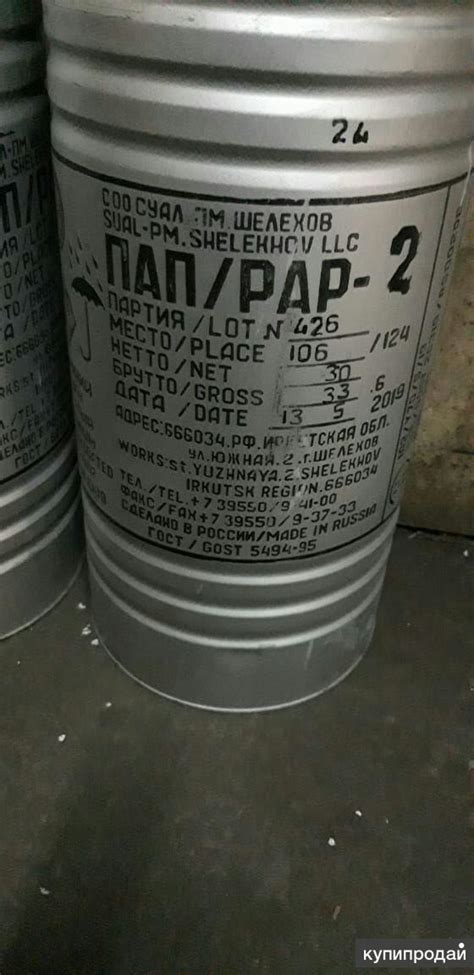 24
СОО СУАЛ ПМ. ШЕЛЕХОВ
SUAL-PM. SHELEKHOV LLC
ПАП/PAP-2
ПАРТИЯ/LOT N 426
МЕСТО/PLACE 106/124
НЕТТО/NET 30
БРУТТО/GROSS 33.6
ДАТА/DATE 13 5 2019
АДРЕС:666034.РФ.ИРКУТСКАЯ ОБЛ.
ул.ЮЖНАЯ.2.г.ШЕЛЕХОВ
WORKS:st.YUZHNAYA.2.SHELEKHOV
IRKUTSK REGION.666034
ТЕЛ./TEL.+7 39550/9-41-00
ФАКС/FAX+7 39550/9-37-33
СДЕЛАНО В РОССИИ/MADE IN RUSSIA
ГОСТ/GOST 5494-95
купипродай